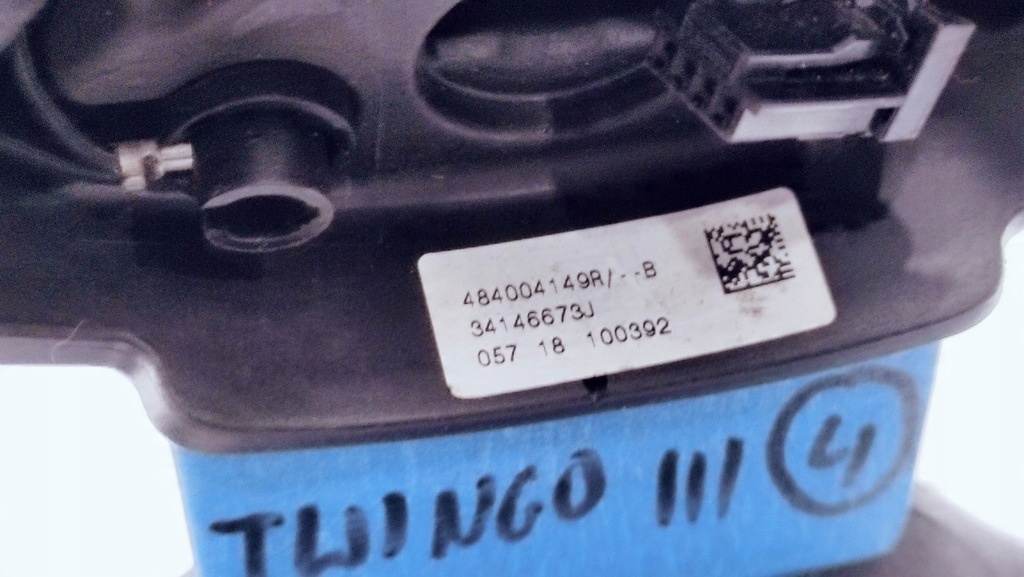 484004149R/--B
34146673J
057 18 100392
TWINGO III 4